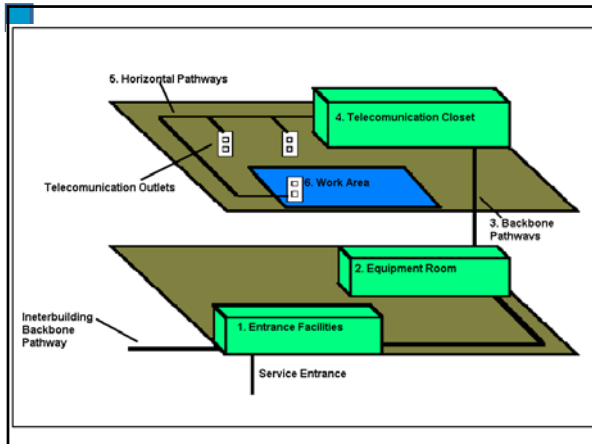 5. Horizontal Pathways
4. Telecomunication Closet
Telecomunication Outlets
6. Work Area
3. Backbone
Pathwavs
2. Equipment Room
Ineterbuilding
Backbone
Pathway
1. Entrance Facilities
Service Entrance